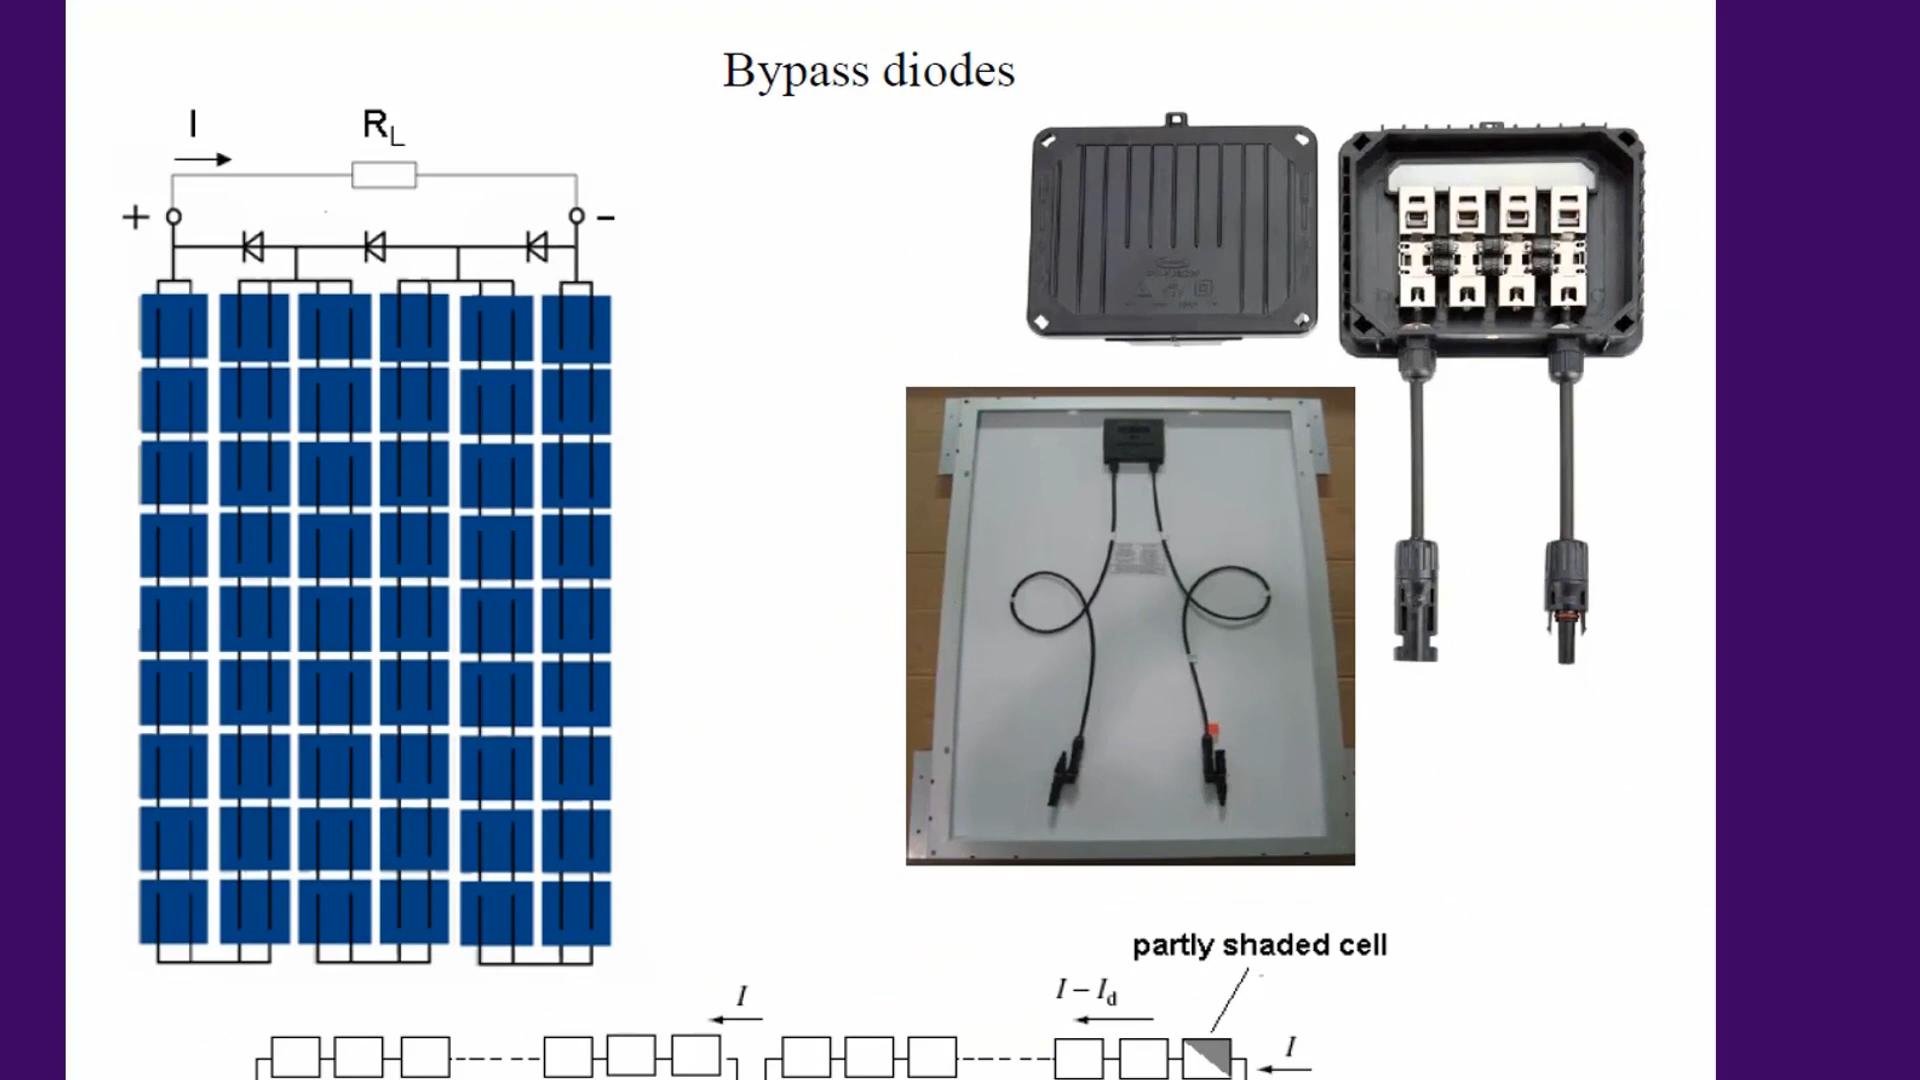 Bypass diodes
I
R_L
+
−
partly shaded cell
I
I − I_d
I